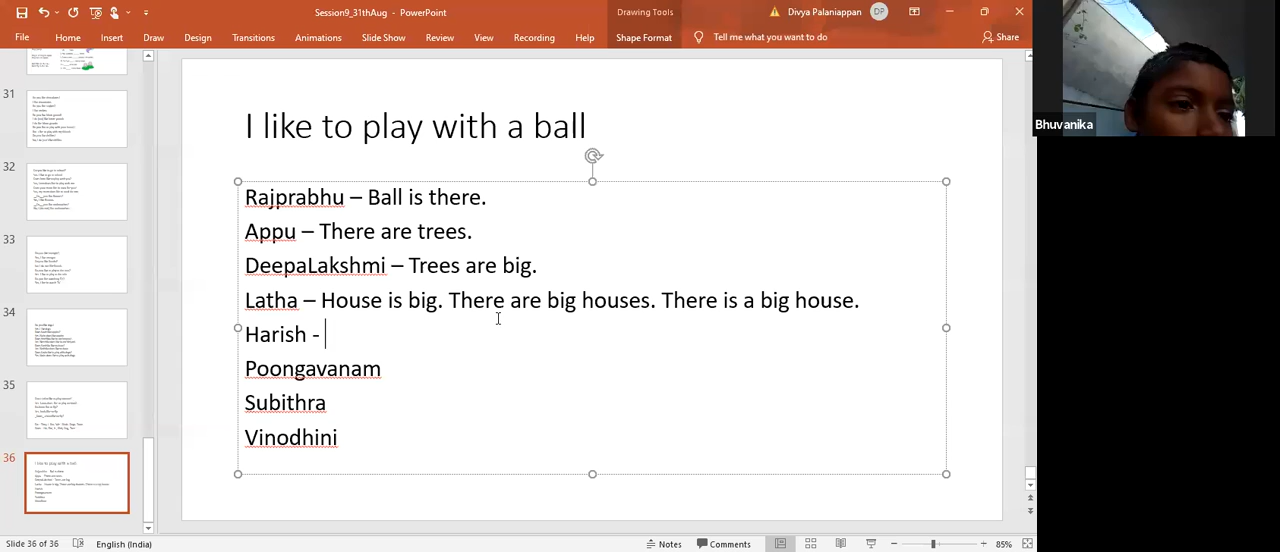 Session9_31thAug - PowerPoint
Drawing Tools
Divya Palaniappan
DP
File
Home
Insert
Draw
Design
Transitions
Animations
Slide Show
Review
View
Recording
Help
Shape Format
Tell me what you want to do
Share
Bhuvanika
31
32
33
34
35
36
I like to play with a ball
Rajprabhu – Ball is there.
Appu – There are trees.
DeepaLakshmi – Trees are big.
Latha – House is big. There are big houses. There is a big house.
Harish -
Poongavanam
Subithra
Vinodhini
Slide 36 of 36
English (India)
Notes
Comments
85%